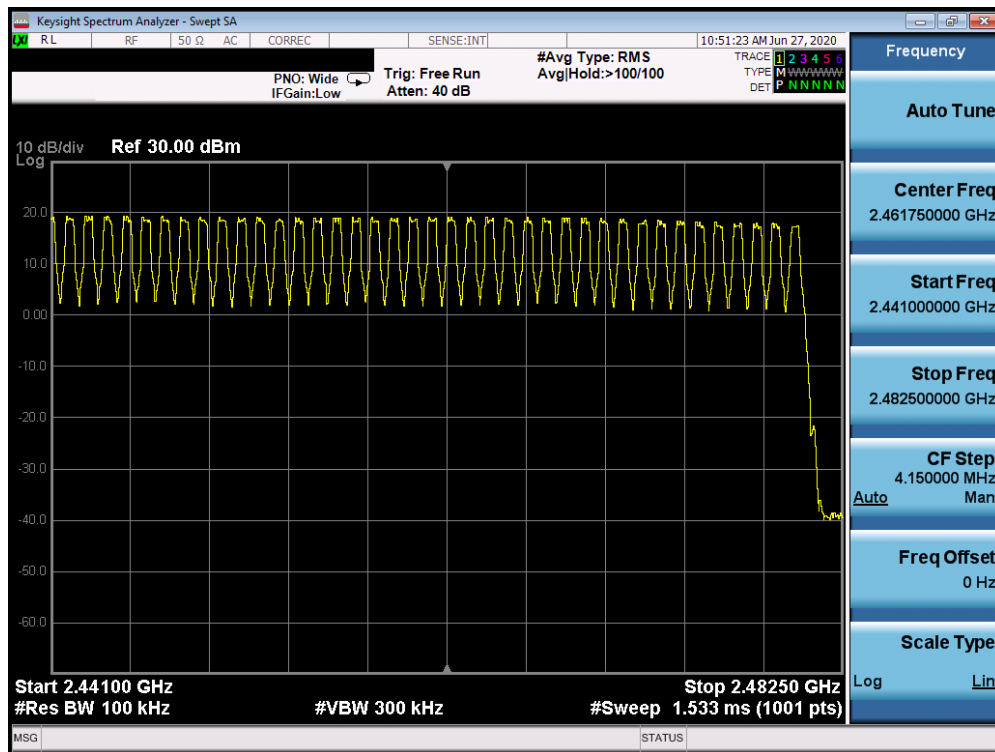 Keysight Spectrum Analyzer - Swept SA
LXI RL RF 50 Ω AC CORREC SENSE:INT 10:51:23 AM Jun 27, 2020
PNO: Wide
IFGain:Low
Trig: Free Run
Atten: 40 dB
#Avg Type: RMS
Avg|Hold:>100/100
TRACE 1 2 3 4 5 6
TYPE M WWWWW
DET P N N N N N
10 dB/div
Log
Ref 30.00 dBm
20.0
10.0
0.00
-10.0
-20.0
-30.0
-40.0
-50.0
-60.0
Start 2.44100 GHz
Stop 2.48250 GHz
#Res BW 100 kHz
#VBW 300 kHz
#Sweep 1.533 ms (1001 pts)
MSG
STATUS
Frequency
Auto Tune
Center Freq
2.461750000 GHz
Start Freq
2.441000000 GHz
Stop Freq
2.482500000 GHz
CF Step
4.150000 MHz
Auto Man
Freq Offset
0 Hz
Scale Type
Log Lin